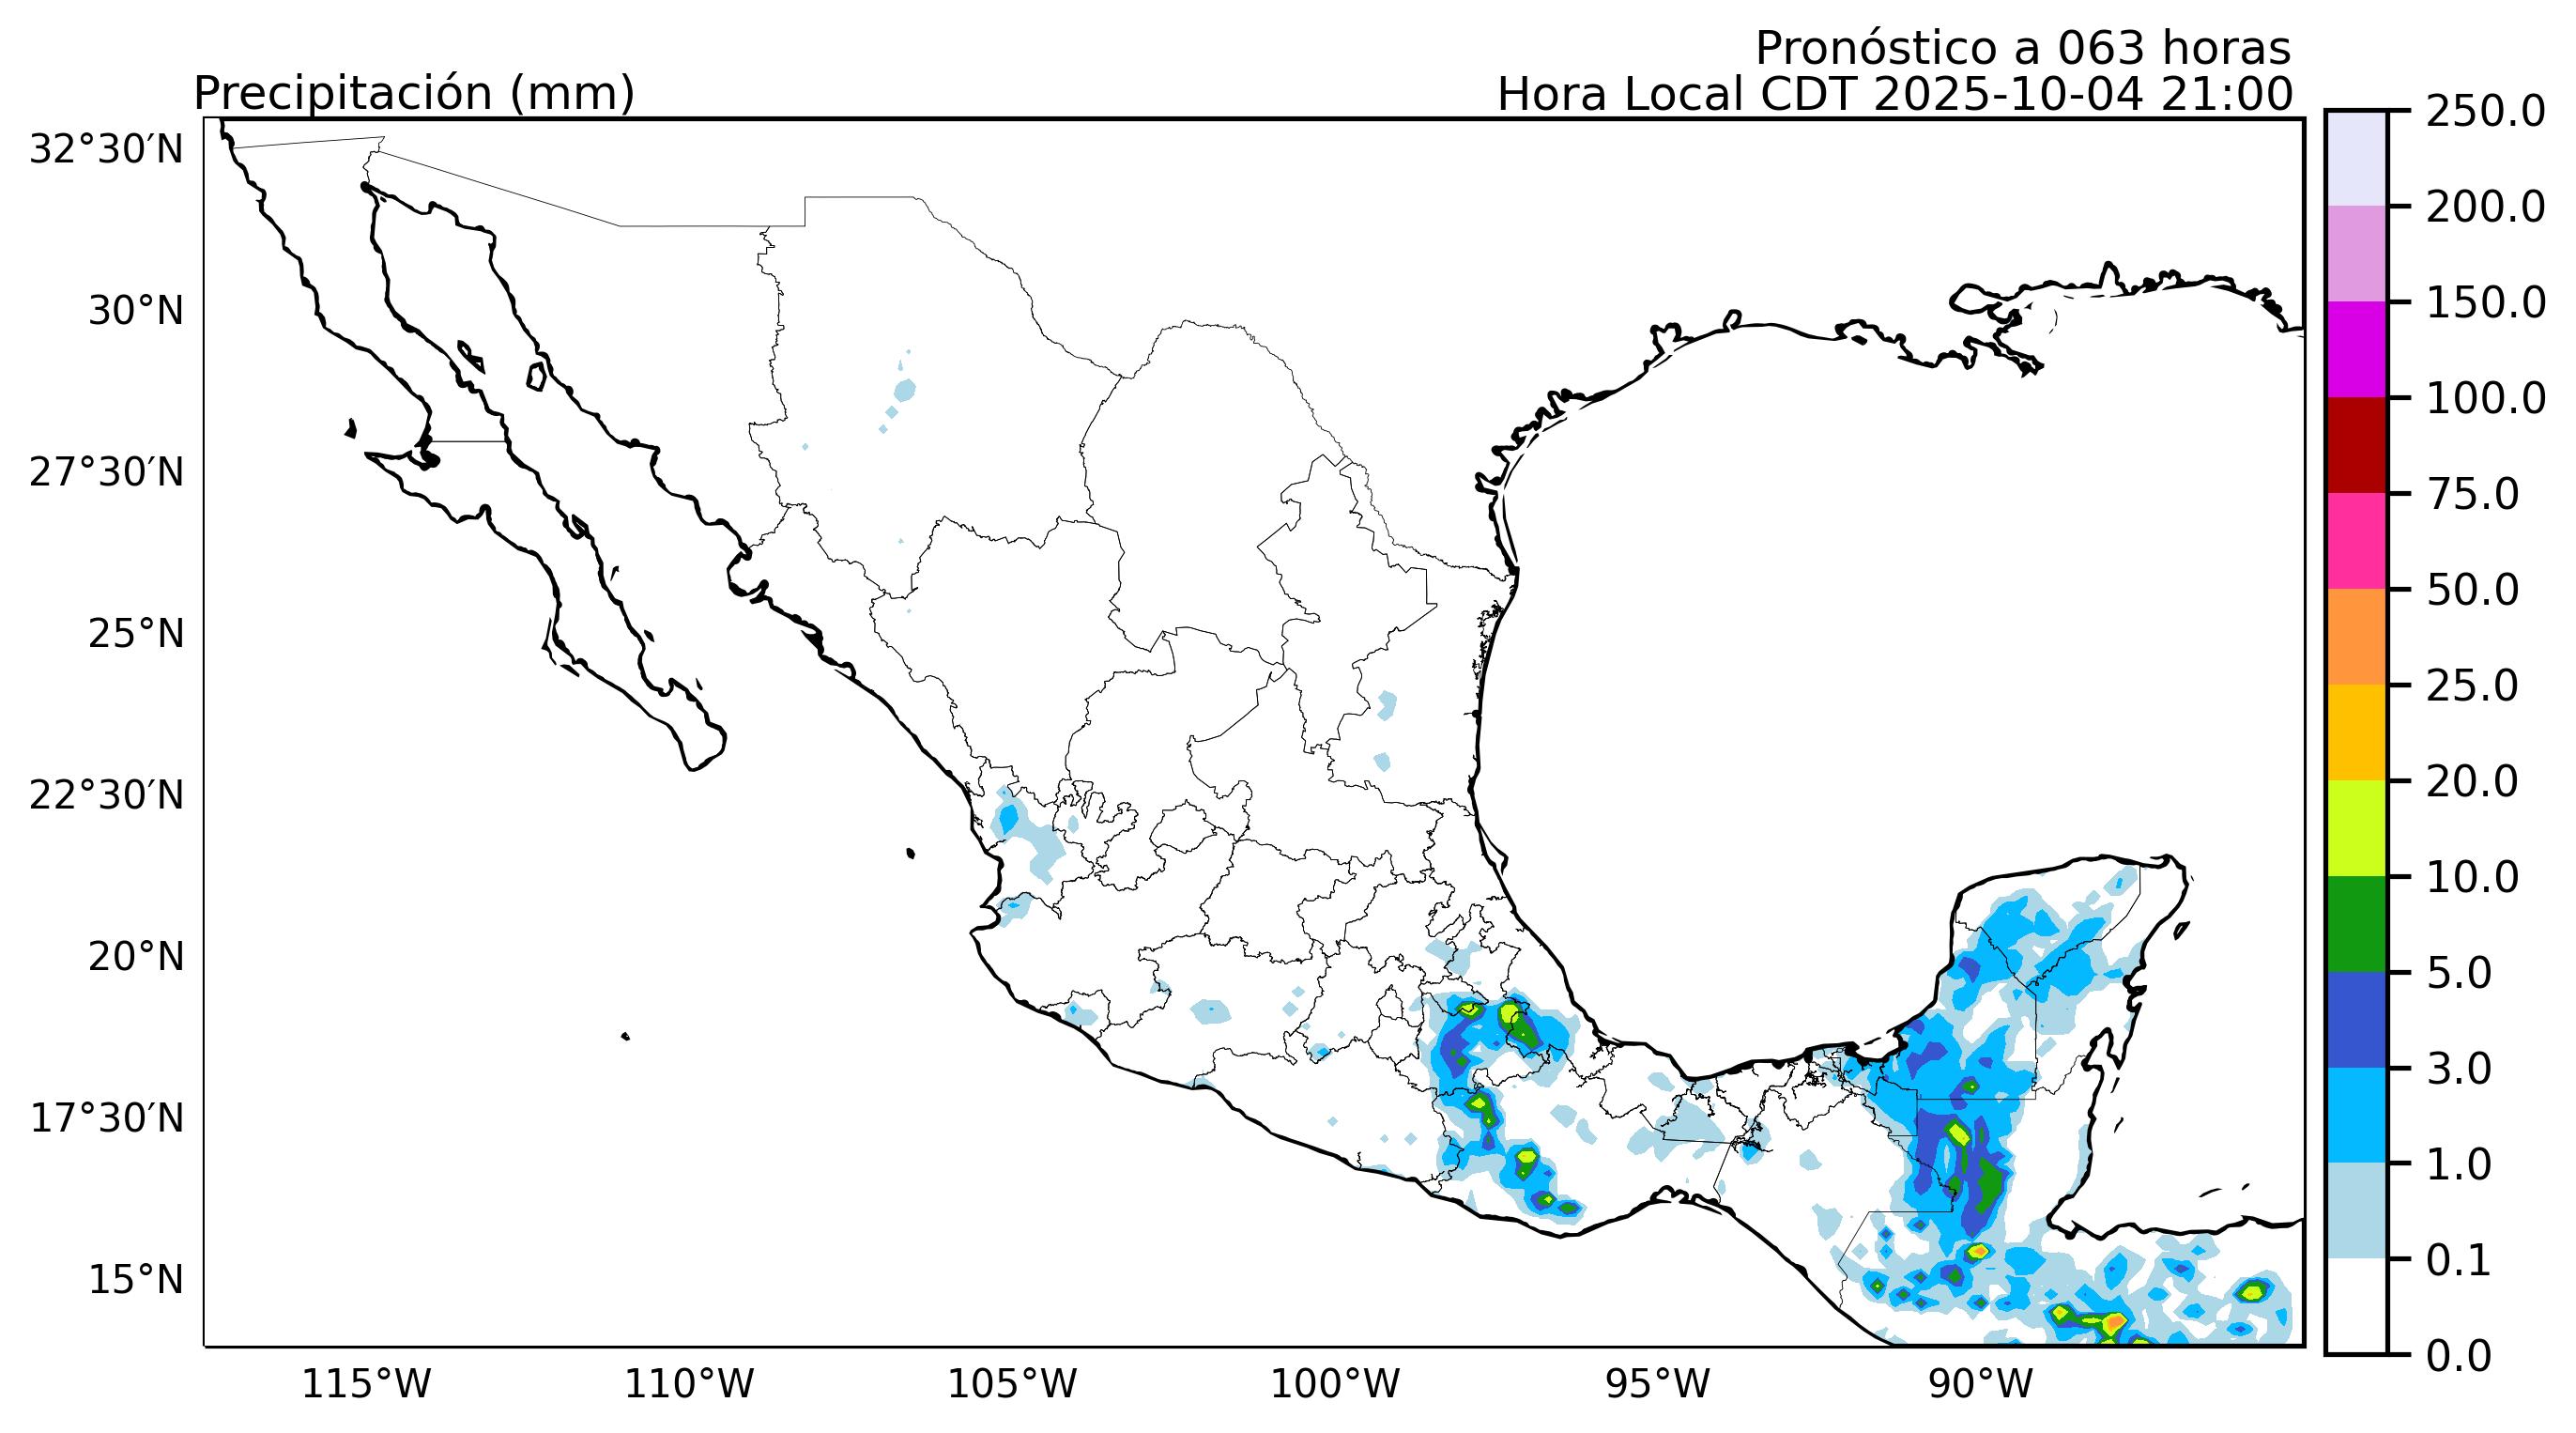 Pronóstico a 063 horas
Precipitación (mm)
Hora Local CDT 2025-10-04 21:00
32°30′N
30°N
27°30′N
25°N
22°30′N
20°N
17°30′N
15°N
115°W
110°W
105°W
100°W
95°W
90°W
250.0
200.0
150.0
100.0
75.0
50.0
25.0
20.0
10.0
5.0
3.0
1.0
0.1
0.0